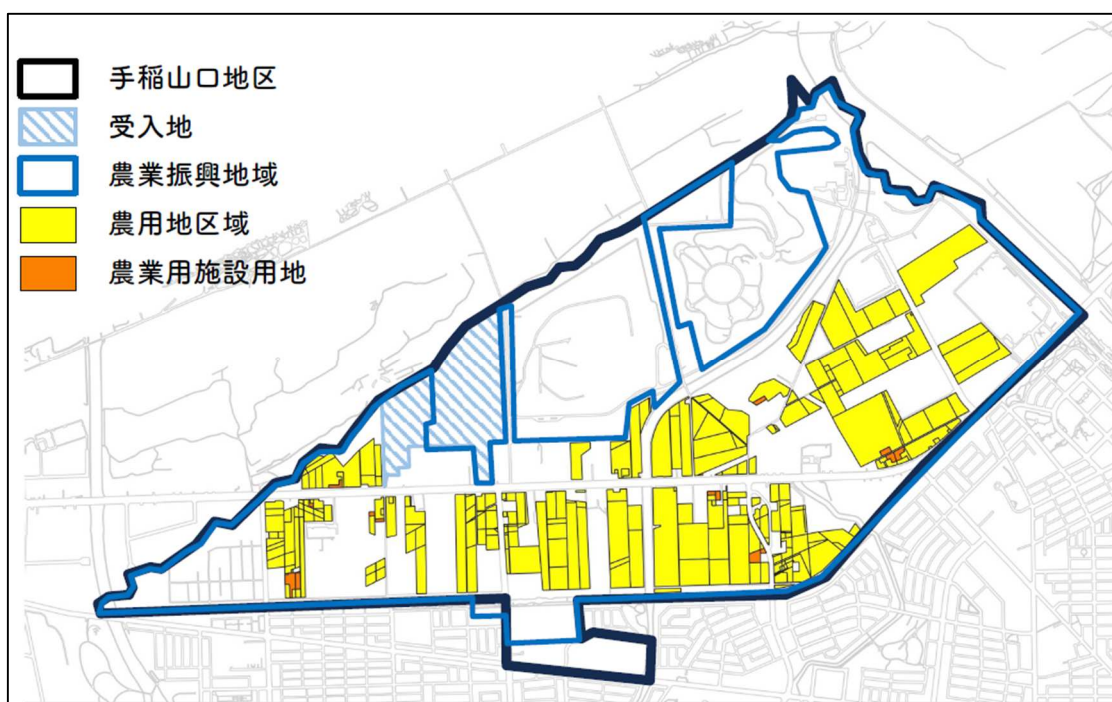 手稲山口地区
受入地
農業振興地域
農用地区域
農業用施設用地